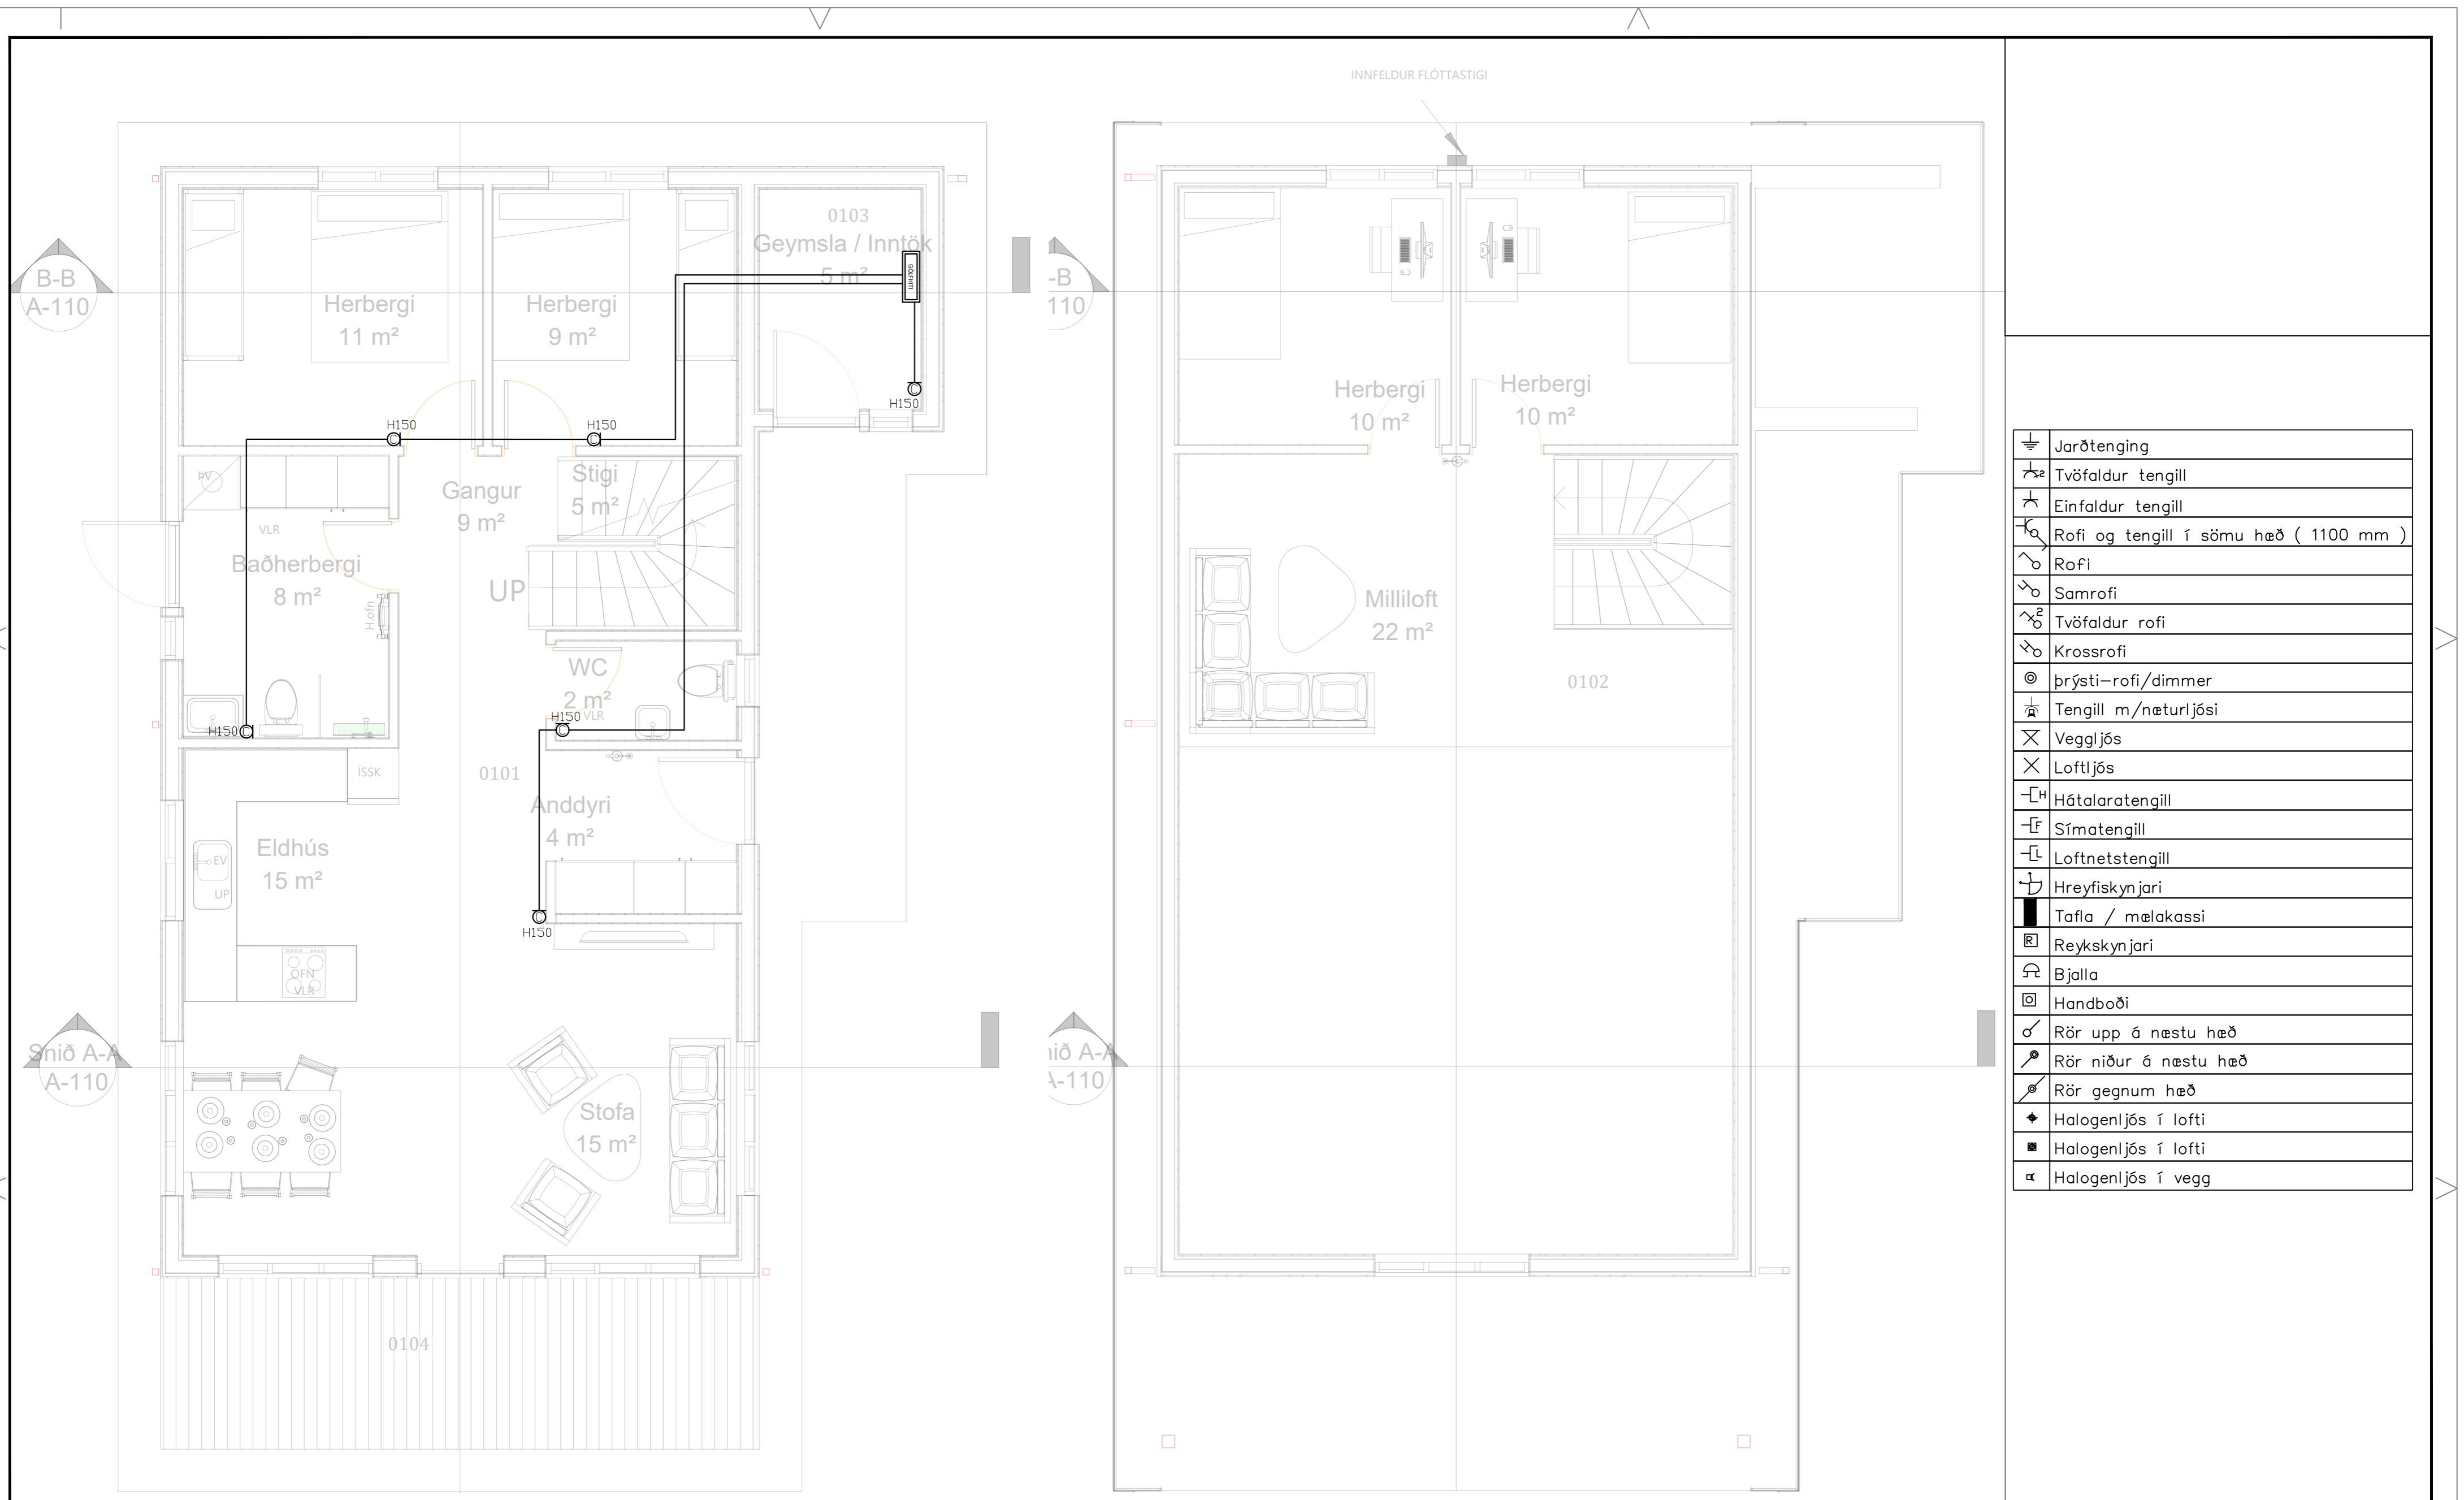 INNFELDUR FLÓTTASTIGI
B-B
A-110
Herbergi
11 m²
Herbergi
9 m²
0103
Geymsla / Inntök
5 m²
GÓLFHITI
H150
H150
H150
ÞV
VLR
Baðherbergi
8 m²
H.ofn
H150
Gangur
9 m²
Stigi
5 m²
UP
WC
2 m²
H150
VLR
0101
Anddyri
4 m²
H150
ÍSSK
Eldhús
15 m²
EV
UP
OFN
VLR
Snið A-A
A-110
Stofa
15 m²
0104
-B
110
Herbergi
10 m²
Herbergi
10 m²
Milliloft
22 m²
0102
ið A-A
A-110
Jarðtenging
2 Tvöfaldur tengill
Einfaldur tengill
Rofi og tengill í sömu hæð ( 1100 mm )
Rofi
Samrofi
2 Tvöfaldur rofi
Krossrofi
þrýsti-rofi/dimmer
Tengill m/næturljósi
Veggljós
Loftljós
H Hátalaratengill
F Símatengill
L Loftnetstengill
Hreyfiskynjari
Tafla / mælakassi
R Reykskynjari
Bjalla
Handboði
Rör upp á næstu hæð
Rör niður á næstu hæð
Rör gegnum hæð
Halogenljós í lofti
Halogenljós í lofti
Halogenljós í vegg